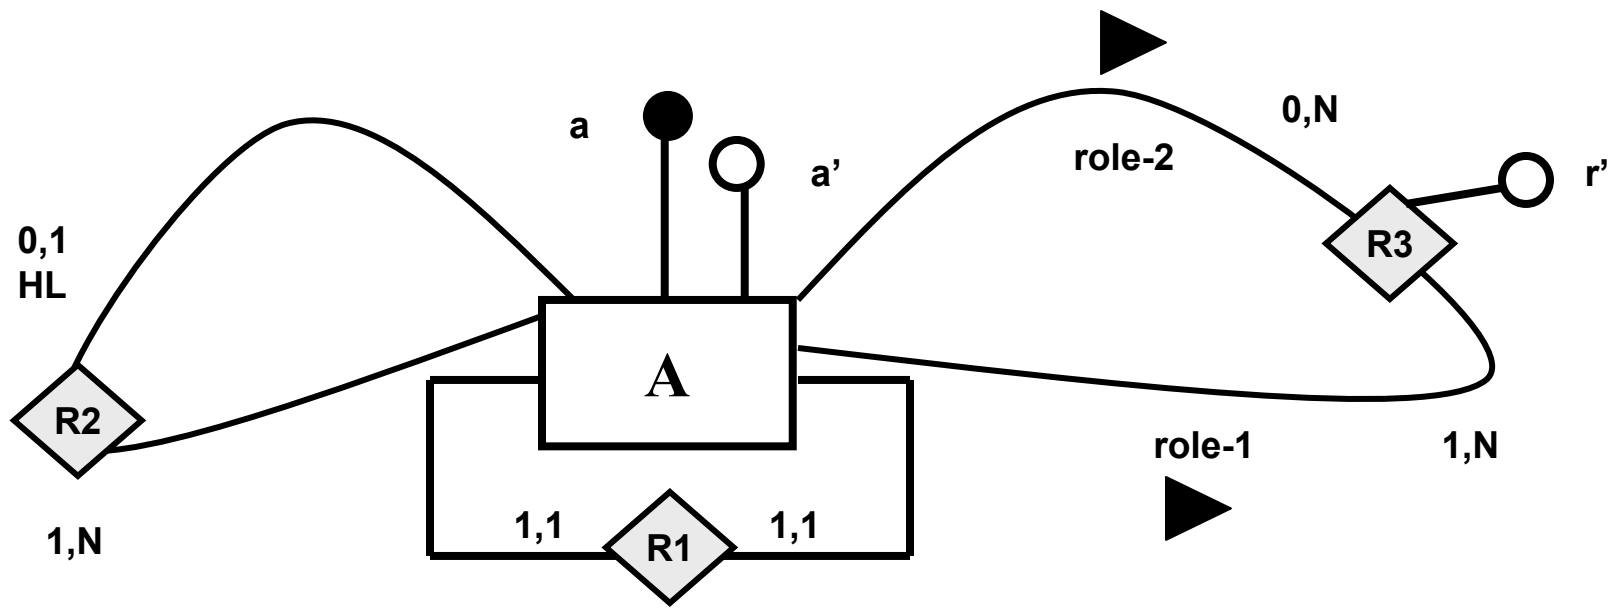 a
a’
0,N
role-2
r’
R3
0,1
HL
A
R2
role-1
1,N
1,N
1,1
1,1
R1